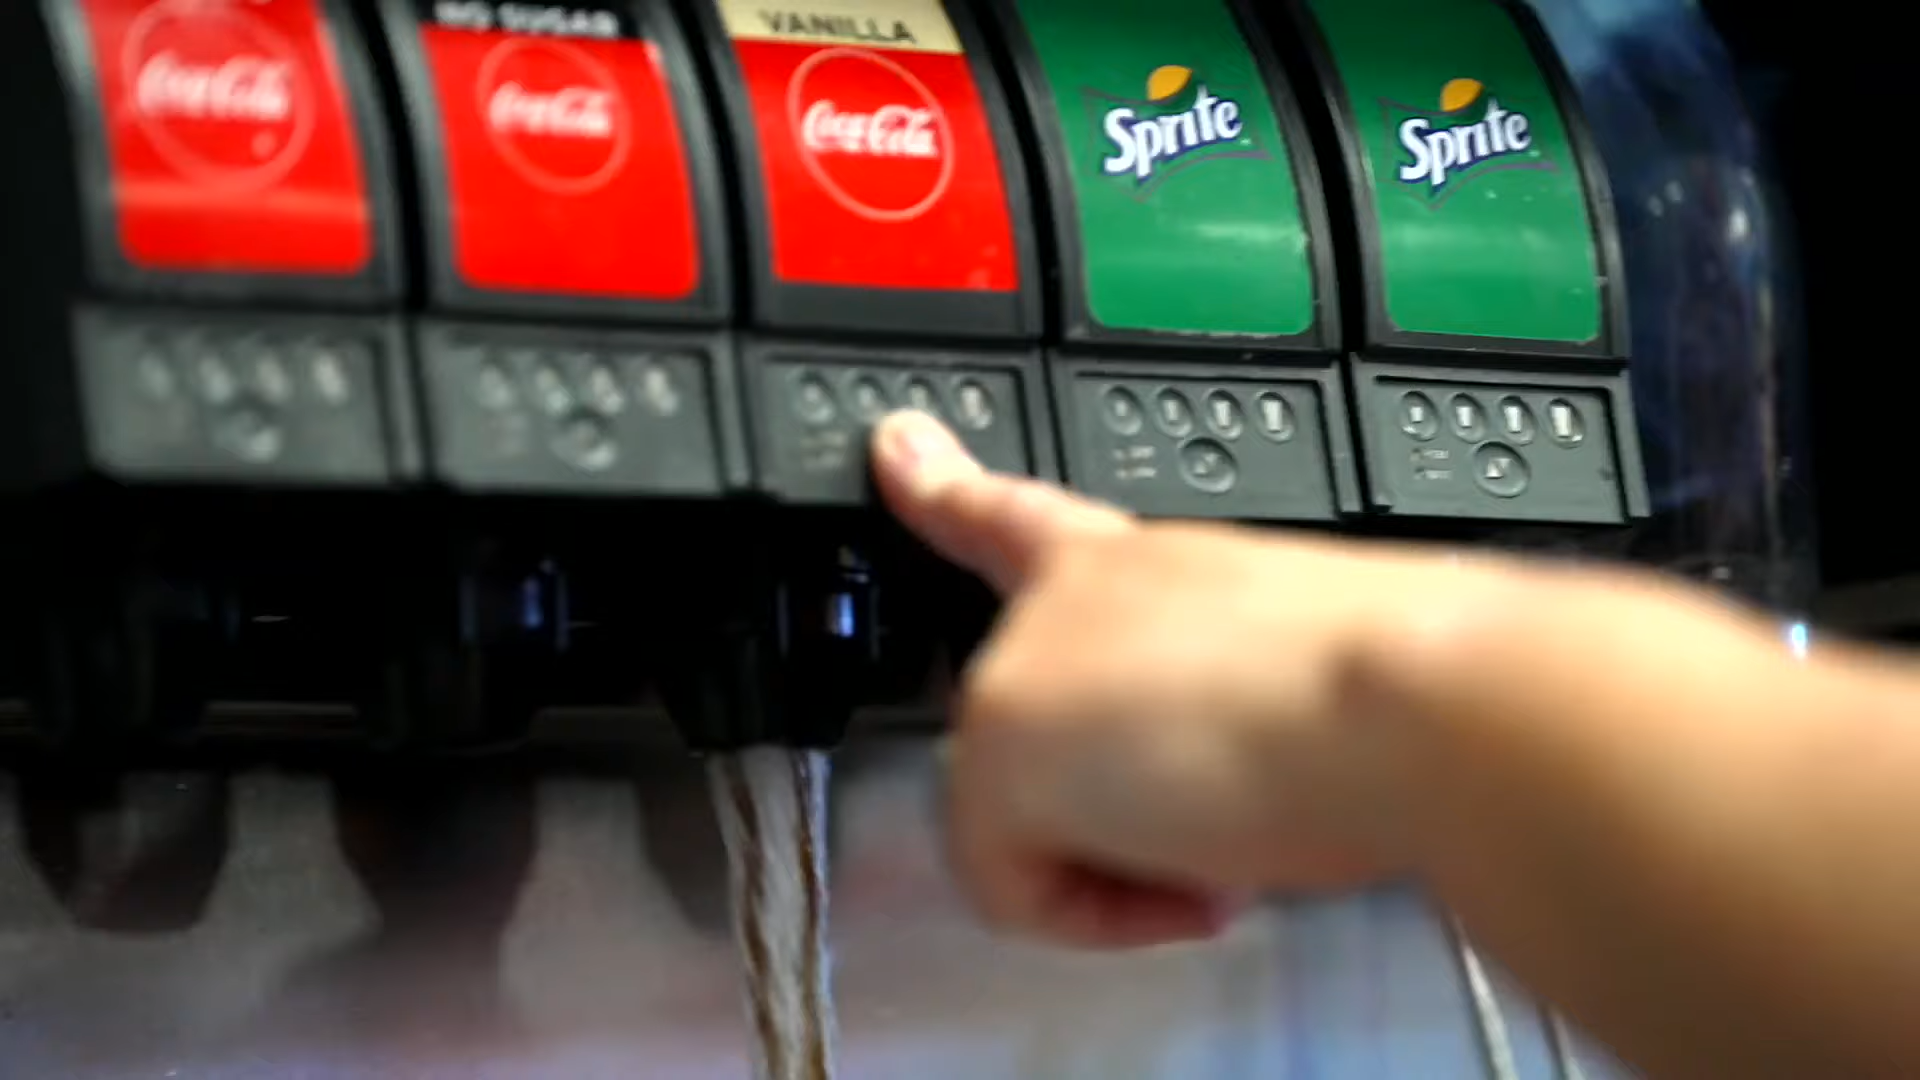 Coca-Cola
NO SUGAR
Coca-Cola
VANILLA
Coca-Cola
Sprite
Sprite